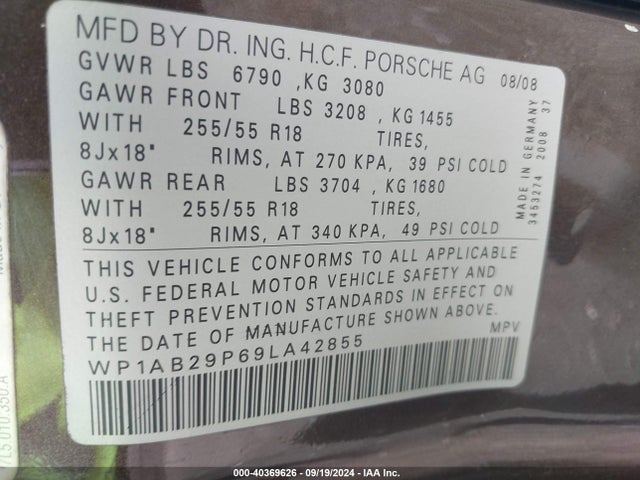 MFD BY DR. ING. H.C.F. PORSCHE AG 08/08
GVWR LBS 6790 ,KG 3080
GAWR FRONT LBS 3208 , KG 1455
WITH 255/55 R18 TIRES,
8Jx18" RIMS, AT 270 KPA, 39 PSI COLD
GAWR REAR LBS 3704 , KG 1680
WITH 255/55 R18 TIRES,
8Jx18" RIMS, AT 340 KPA, 49 PSI COLD
THIS VEHICLE CONFORMS TO ALL APPLICABLE
U.S. FEDERAL MOTOR VEHICLE SAFETY AND
THEFT PREVENTION STANDARDS IN EFFECT ON
THE DATE OF MANUFACTURE SHOWN ABOVE.
WP1AB29P69LA42855 MPV
MADE IN GERMANY
3453274 2008 37
000-40369626 - 09/19/2024 - IAA Inc.